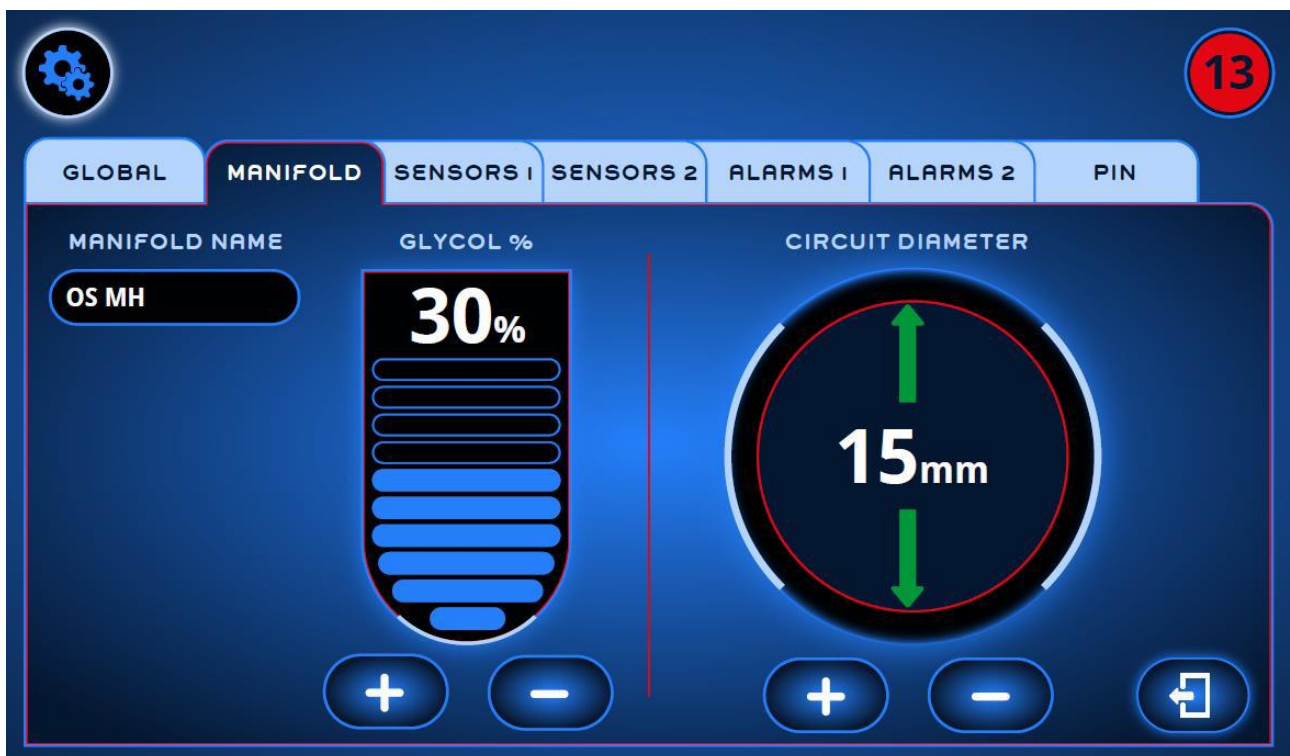 13
GLOBAL
MANIFOLD
SENSORS 1
SENSORS 2
ALARMS 1
ALARMS 2
PIN
MANIFOLD NAME
OS MH
GLYCOL %
30%
CIRCUIT DIAMETER
15mm